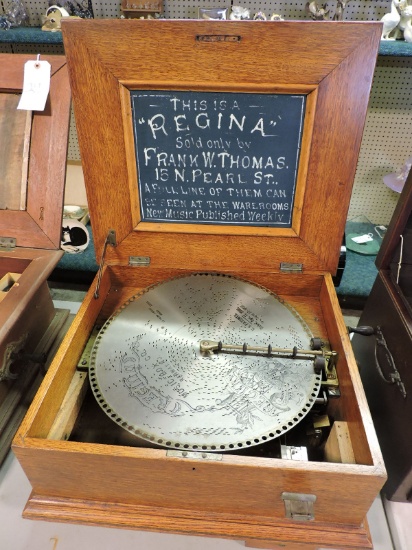 THIS IS A
"REGINA"
Sold only by
FRANK W. THOMAS.
15 N. PEARL ST.,
A FULL LINE OF THEM CAN
BE SEEN AT THE WAREROOMS
New Music Published Weekly